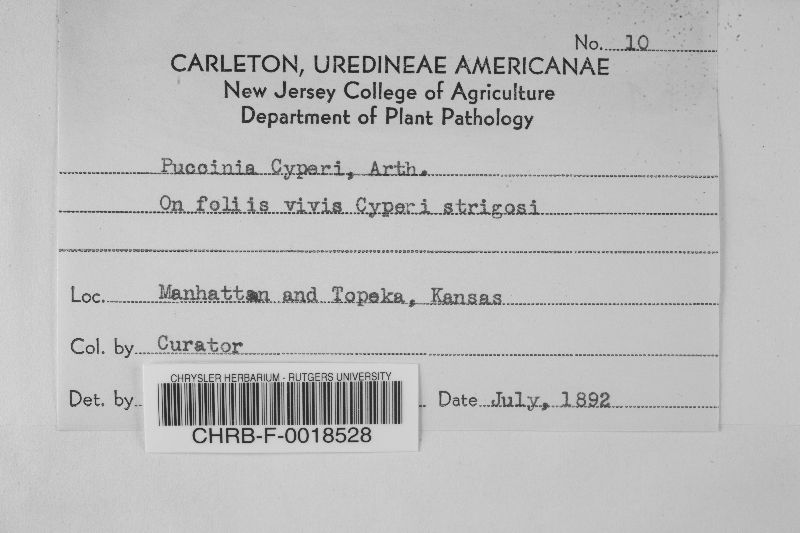 No. 10
CARLETON, UREDINEAE AMERICANAE
New Jersey College of Agriculture
Department of Plant Pathology
Puccinia Cyperi, Arth.
On foliis vivis Cyperi strigosi
Loc. Manhattan and Topeka, Kansas
Col. by Curator
Det. by Date July, 1892
CHRYSLER HERBARIUM - RUTGERS UNIVERSITY
CHRB-F-0018528